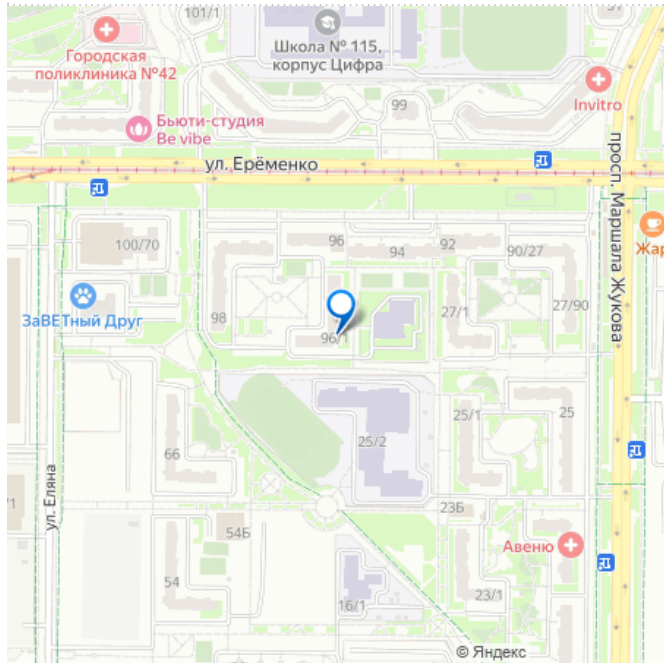 101/1
Школа № 115,
корпус Цифра
Городская
поликлиника №42
99
Invitro
Бьюти-студия
Be vibe
ул. Ерёменко
просп. Маршала Жукова
100/70
96
94
92
90/27
Жар
ЗаВЕТный Друг
98
96/1
27/1
27/90
25/1
25
25/2
66
/1
ул. Еляна
23Б
54Б
Авеню
54
16/1
23/1
© Яндекс